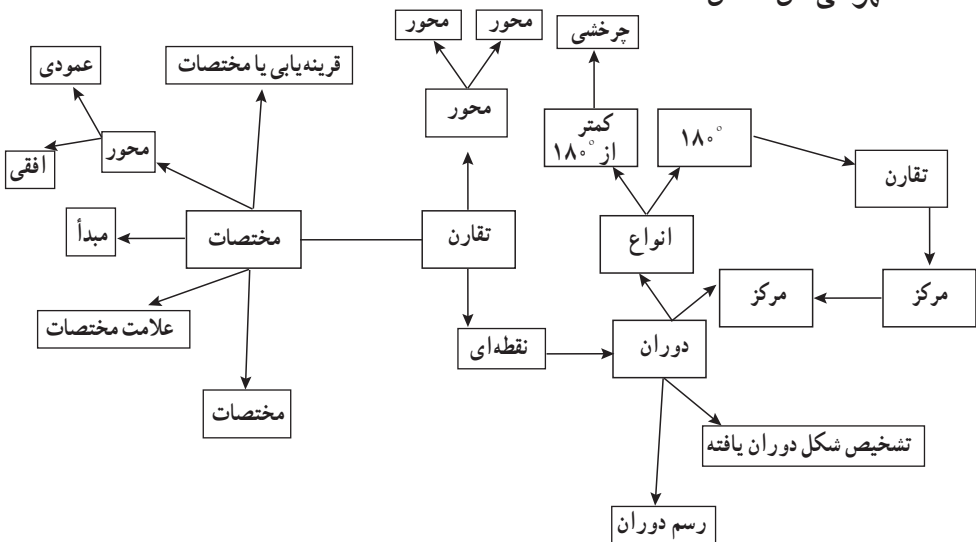 محور
محور
چرخشی
قرینه‌یابی یا مختصات
عمودی
محور
کمتر
از ۱۸۰°
۱۸۰°
محور
افقی
تقارن
مبدأ
مختصات
تقارن
انواع
مرکز
مرکز
علامت مختصات
نقطه‌ای
دوران
مختصات
تشخیص شکل دوران یافته
رسم دوران